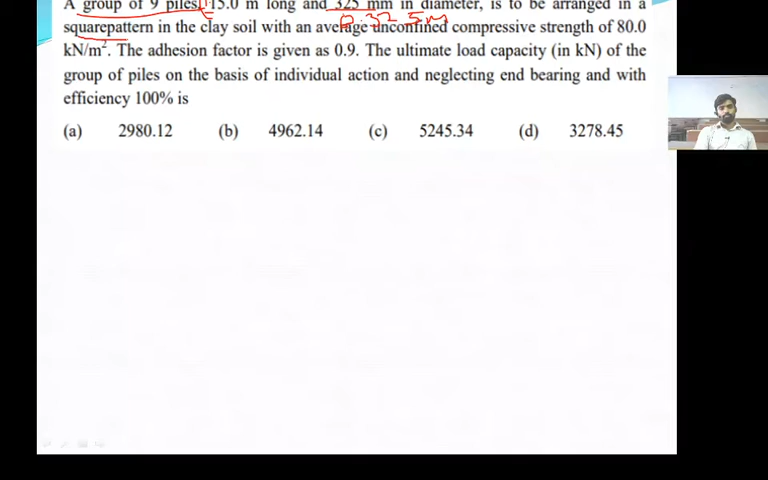 A group of 9 piles, 15.0 m long and 325 mm in diameter, is to be arranged in a
0.325m
squarepattern in the clay soil with an average unconfined compressive strength of 80.0
kN/m². The adhesion factor is given as 0.9. The ultimate load capacity (in kN) of the
group of piles on the basis of individual action and neglecting end bearing and with
efficiency 100% is
(a) 2980.12 (b) 4962.14 (c) 5245.34 (d) 3278.45